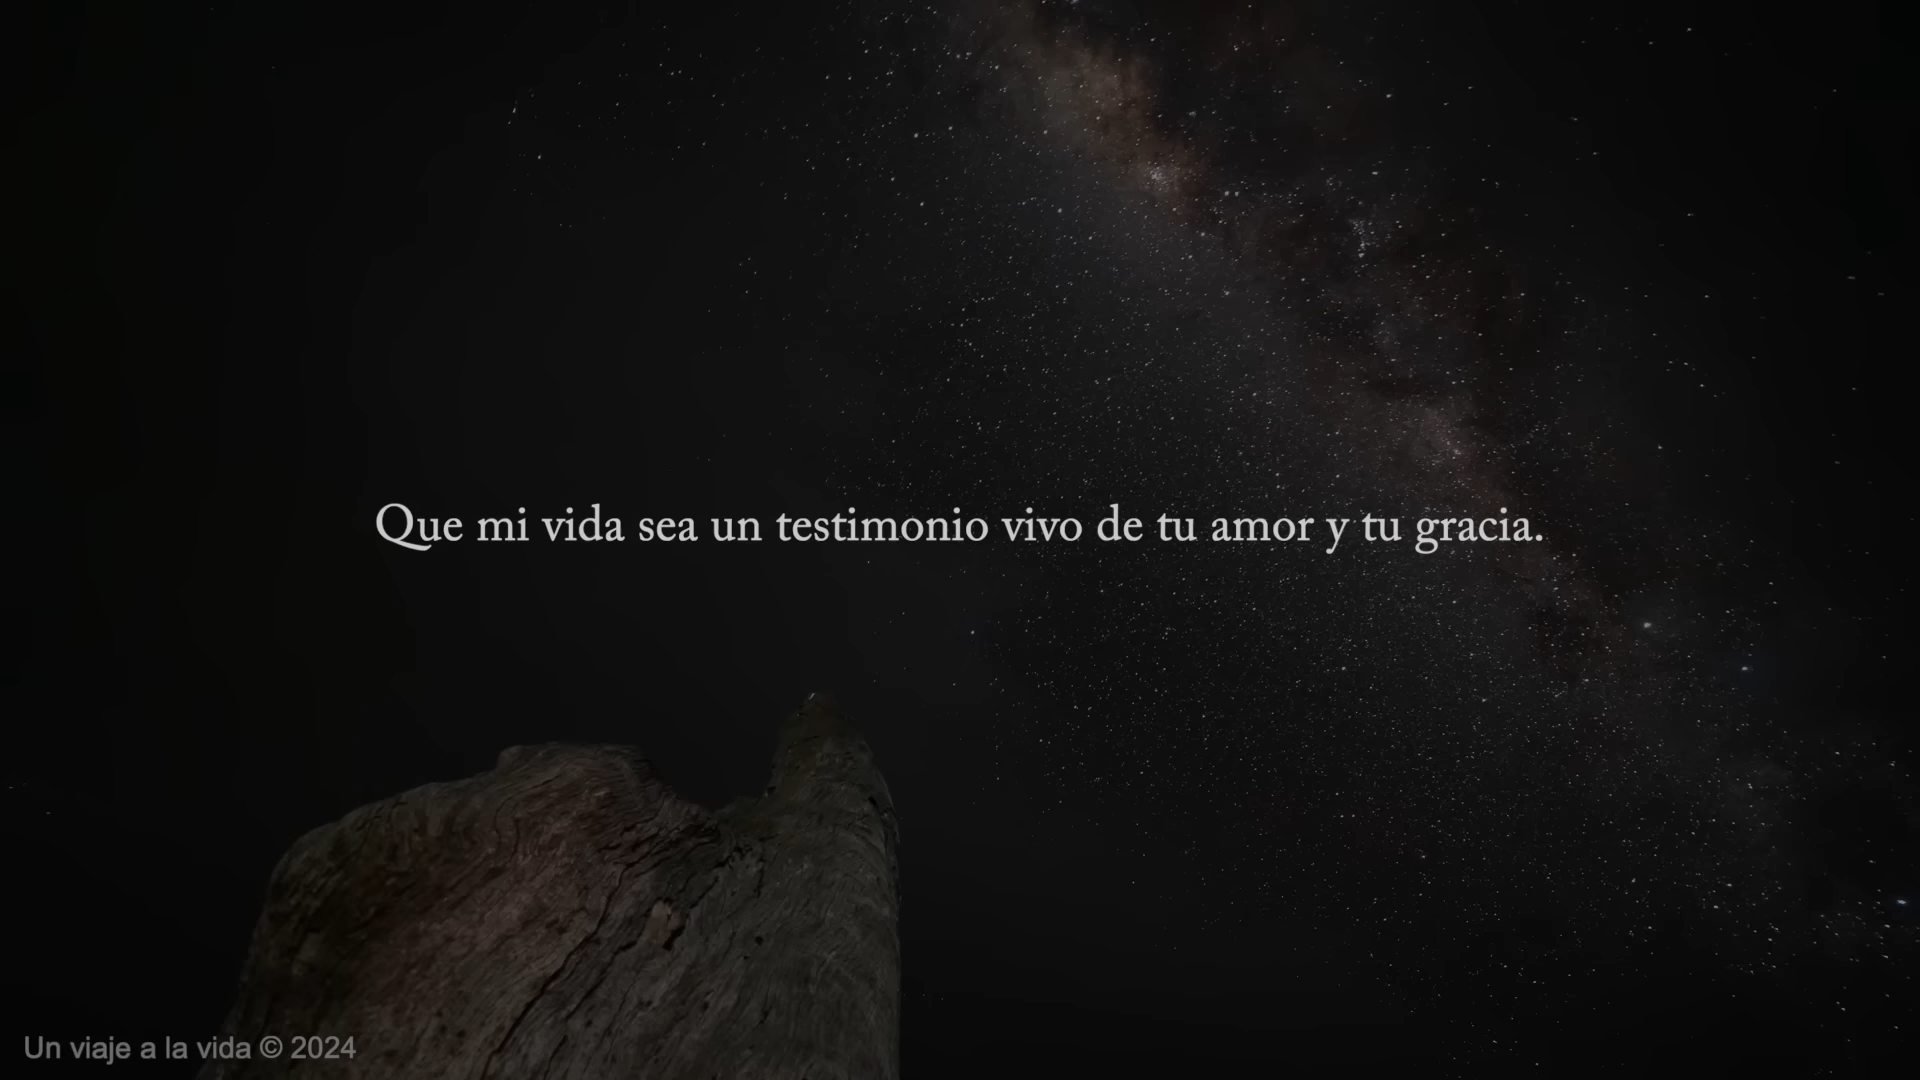 Que mi vida sea un testimonio vivo de tu amor y tu gracia.
Un viaje a la vida © 2024